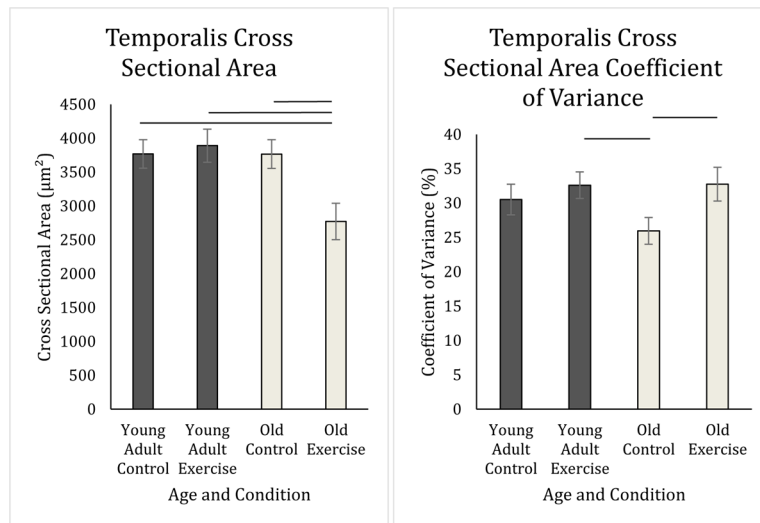 Temporalis Cross
Sectional Area
Cross Sectional Area (µm²)
4500
4000
3500
3000
2500
2000
1500
1000
500
0
Young Adult Control
Young Adult Exercise
Old Control
Old Exercise
Age and Condition
Temporalis Cross
Sectional Area Coefficient
of Variance
Coefficient of Variance (%)
40
35
30
25
20
15
10
5
0
Young Adult Control
Young Adult Exercise
Old Control
Old Exercise
Age and Condition